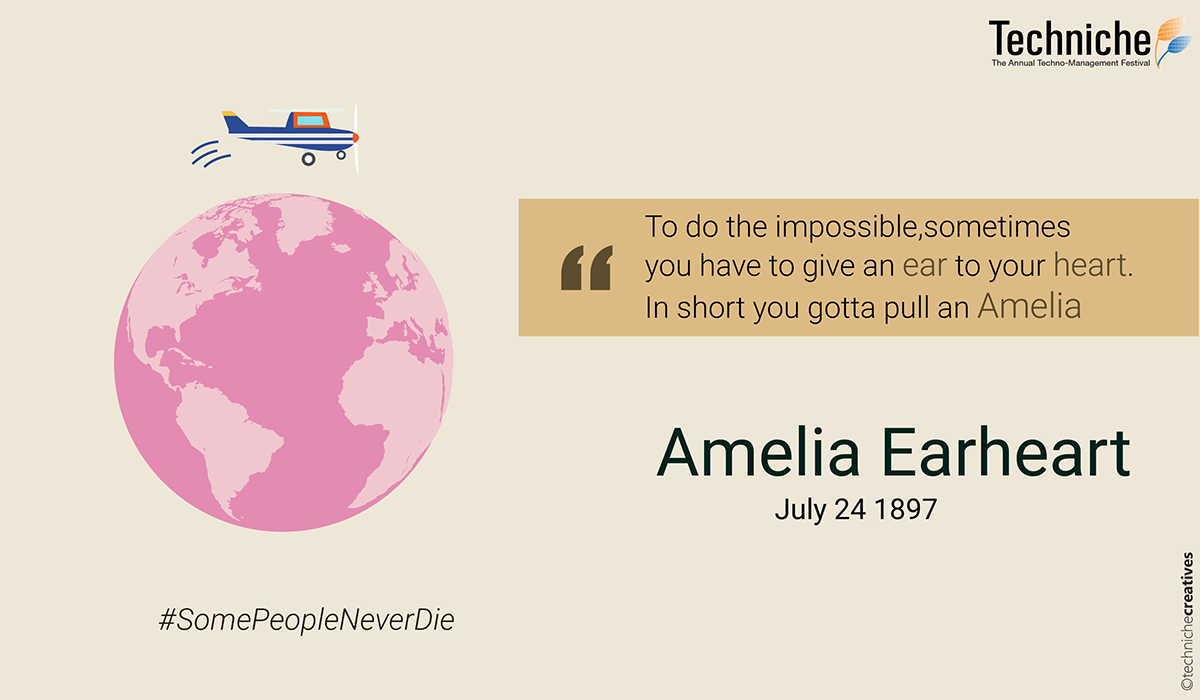 Techniche
The Annual Techno-Management Festival
To do the impossible,sometimes
you have to give an ear to your heart.
In short you gotta pull an Amelia
Amelia Earheart
July 24 1897
#SomePeopleNeverDie
©technichecreatives